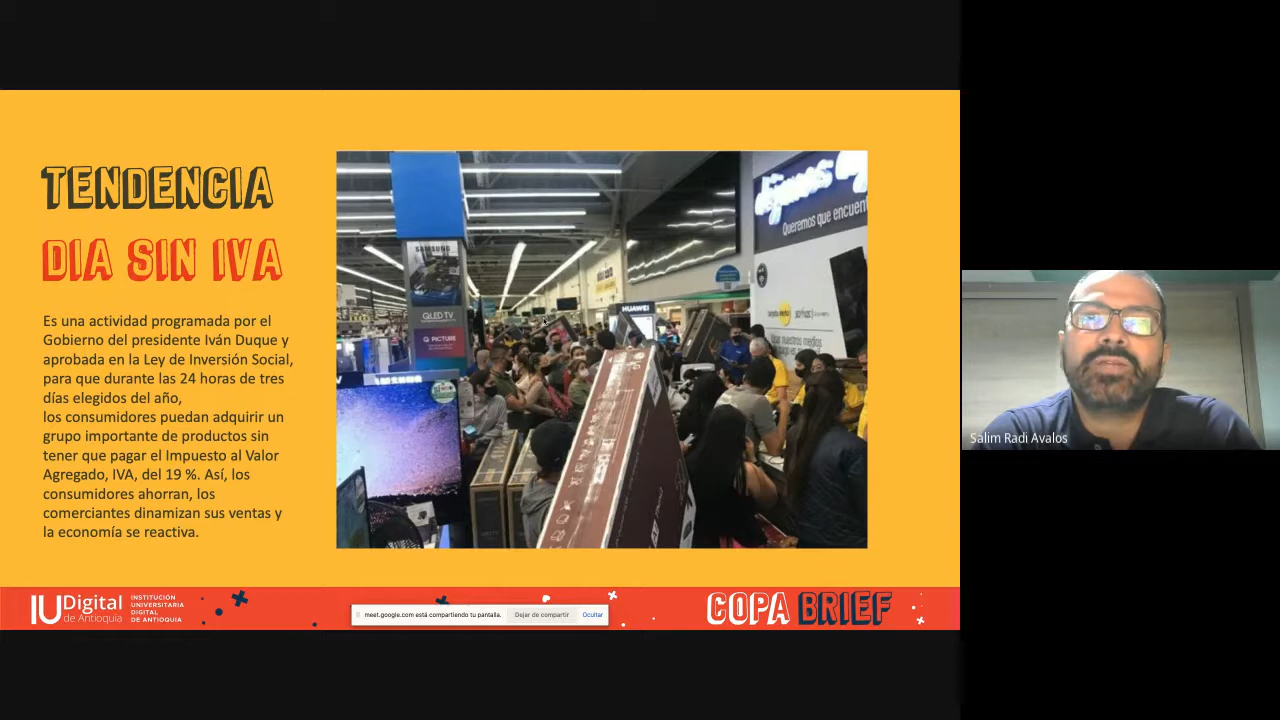 TENDENCIA
DIA SIN IVA
Es una actividad programada por el
Gobierno del presidente Iván Duque y
aprobada en la Ley de Inversión Social,
para que durante las 24 horas de tres
días elegidos del año,
los consumidores puedan adquirir un
grupo importante de productos sin
tener que pagar el Impuesto al Valor
Agregado, IVA, del 19 %. Así, los
consumidores ahorran, los
comerciantes dinamizan sus ventas y
la economía se reactiva.
SAMSUNG
QLED TV
Q PICTURE
SAMSUNG
HUAWEI
Queremos que encuent
IU Digital
de Antioquia
INSTITUCIÓN
UNIVERSITARIA
DIGITAL
DE ANTIOQUIA
meet.google.com está compartiendo tu pantalla.
Dejar de compartir
Ocultar
COPA BRIEF
Salim Radi Avalos